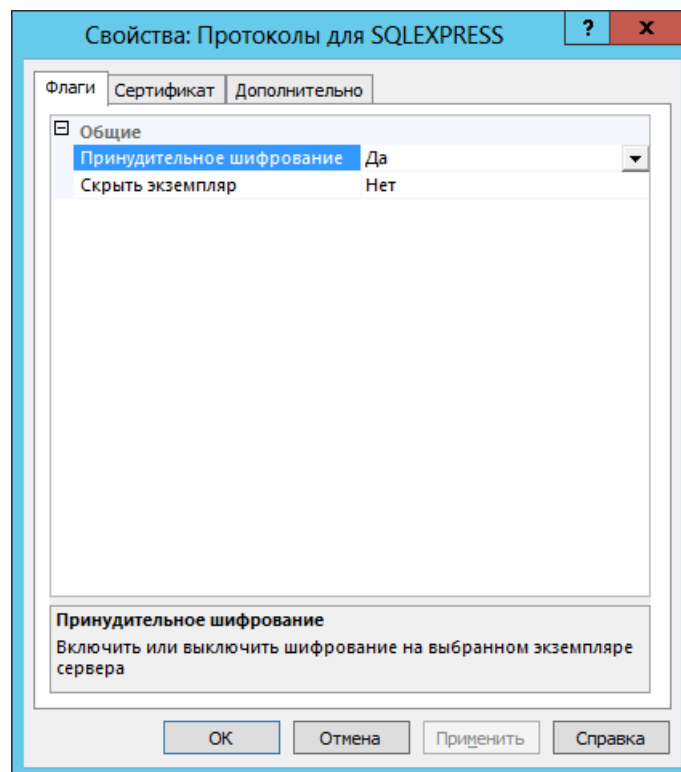 Свойства: Протоколы для SQLEXPRESS
? x
Флаги Сертификат Дополнительно
Общие
Принудительное шифрование Да
Скрыть экземпляр Нет
Принудительное шифрование
Включить или выключить шифрование на выбранном экземпляре
сервера
ОК Отмена Применить Справка